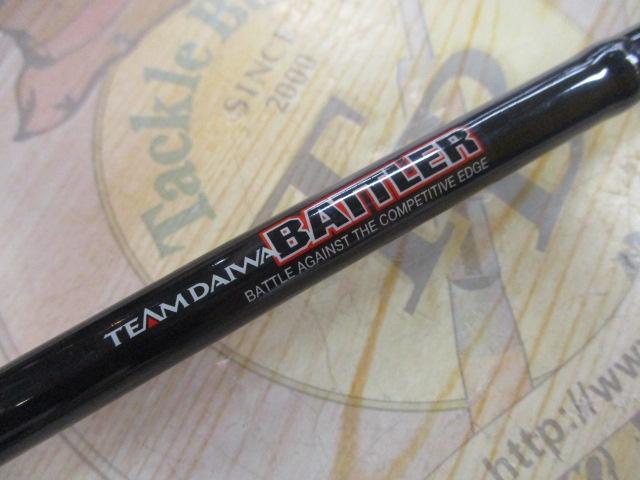 TEAM DAIWA BATTLER
BATTLE AGAINST THE COMPETITIVE EDGE
Tackle
SINCE
2000
http://www